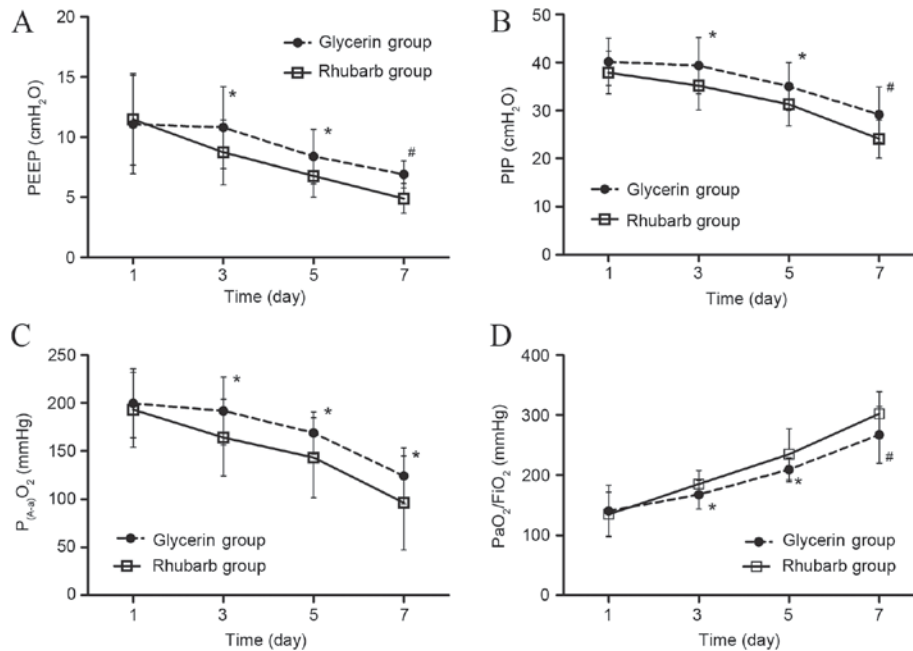 A
PEEP (cmH₂O)
20
15
10
5
0
Glycerin group
Rhubarb group
*
*
#
1 3 5 7
Time (day)
B
PIP (cmH₂O)
50
40
30
20
10
0
*
*
#
Glycerin group
Rhubarb group
1 3 5 7
Time (day)
C
P(A-a)O₂ (mmHg)
250
200
150
100
50
0
*
*
*
Glycerin group
Rhubarb group
1 3 5 7
Time (day)
D
PaO₂/FiO₂ (mmHg)
400
300
200
100
0
*
*
#
Glycerin group
Rhubarb group
1 3 5 7
Time (day)